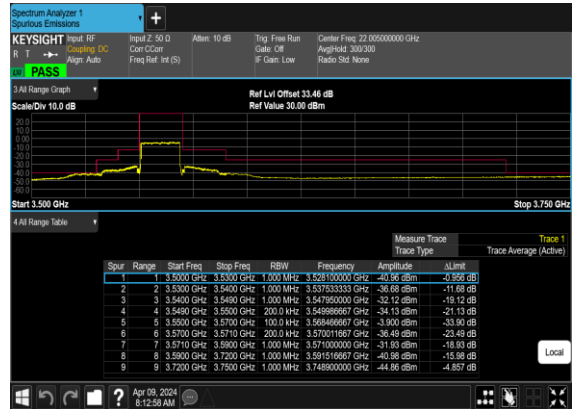 Spectrum Analyzer 1
Spurious Emissions
+
KEYSIGHT Input: RF Input Z: 50 Ω Atten: 10 dB Trig: Free Run Center Freq: 22.005000000 GHz
R T Coupling: DC Corr CCorr Gate: Off Avg|Hold: 300/300
Align: Auto Freq Ref: Int (S) IF Gain: Low Radio Std: None
PASS
3 All Range Graph
Ref Lvl Offset 33.46 dB
Scale/Div 10.0 dB Ref Value 30.00 dBm
20.0
10.0
0.00
-10.0
-20.0
-30.0
-40.0
-50.0
-60.0
Start 3.500 GHz Stop 3.750 GHz
4 All Range Table
Measure Trace Trace 1
Trace Type Trace Average (Active)
Spur Range Start Freq Stop Freq RBW Frequency Amplitude ΔLimit
1 1 3.5000 GHz 3.5300 GHz 1.000 MHz 3.528100000 GHz -40.96 dBm -0.956 dB
2 2 3.5300 GHz 3.5400 GHz 1.000 MHz 3.537533333 GHz -36.68 dBm -11.68 dB
3 3 3.5400 GHz 3.5490 GHz 1.000 MHz 3.547950000 GHz -32.12 dBm -19.12 dB
4 4 3.5490 GHz 3.5500 GHz 200.0 kHz 3.549986667 GHz -34.13 dBm -21.13 dB
5 5 3.5500 GHz 3.5700 GHz 100.0 kHz 3.568466667 GHz -3.900 dBm -33.90 dB
6 6 3.5700 GHz 3.5710 GHz 200.0 kHz 3.570011667 GHz -36.49 dBm -23.49 dB
7 7 3.5710 GHz 3.5900 GHz 1.000 MHz 3.571000000 GHz -31.93 dBm -18.93 dB
8 8 3.5900 GHz 3.7200 GHz 1.000 MHz 3.591516667 GHz -40.98 dBm -15.98 dB
9 9 3.7200 GHz 3.7500 GHz 1.000 MHz 3.748900000 GHz -44.86 dBm -4.857 dB
Local
? Apr 09, 2024
8:12:58 AM